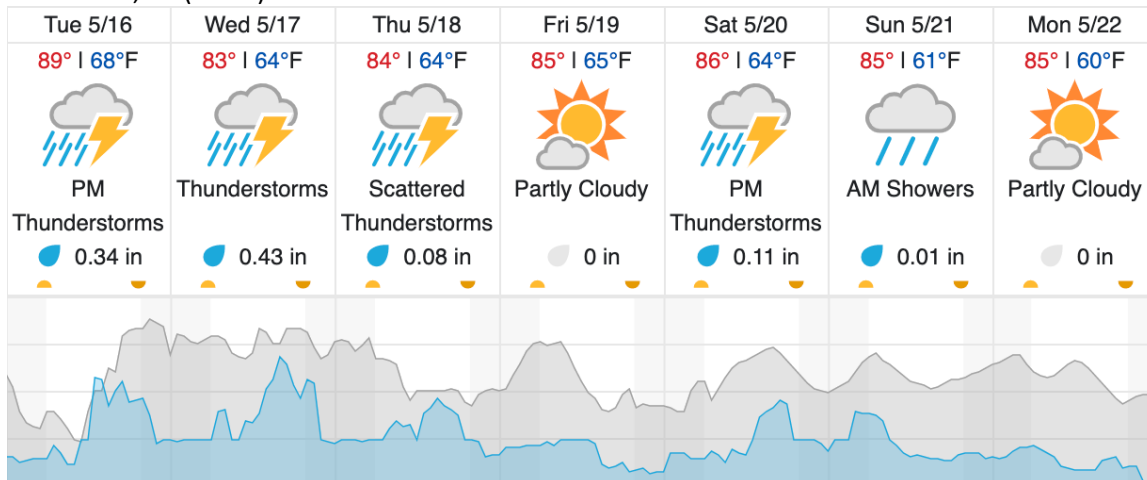 Tue 5/16 Wed 5/17 Thu 5/18 Fri 5/19 Sat 5/20 Sun 5/21 Mon 5/22
89° | 68°F 83° | 64°F 84° | 64°F 85° | 65°F 86° | 64°F 85° | 61°F 85° | 60°F
PM Thunderstorms Scattered Partly Cloudy PM AM Showers Partly Cloudy
Thunderstorms Thunderstorms Thunderstorms
0.34 in 0.43 in 0.08 in 0 in 0.11 in 0.01 in 0 in